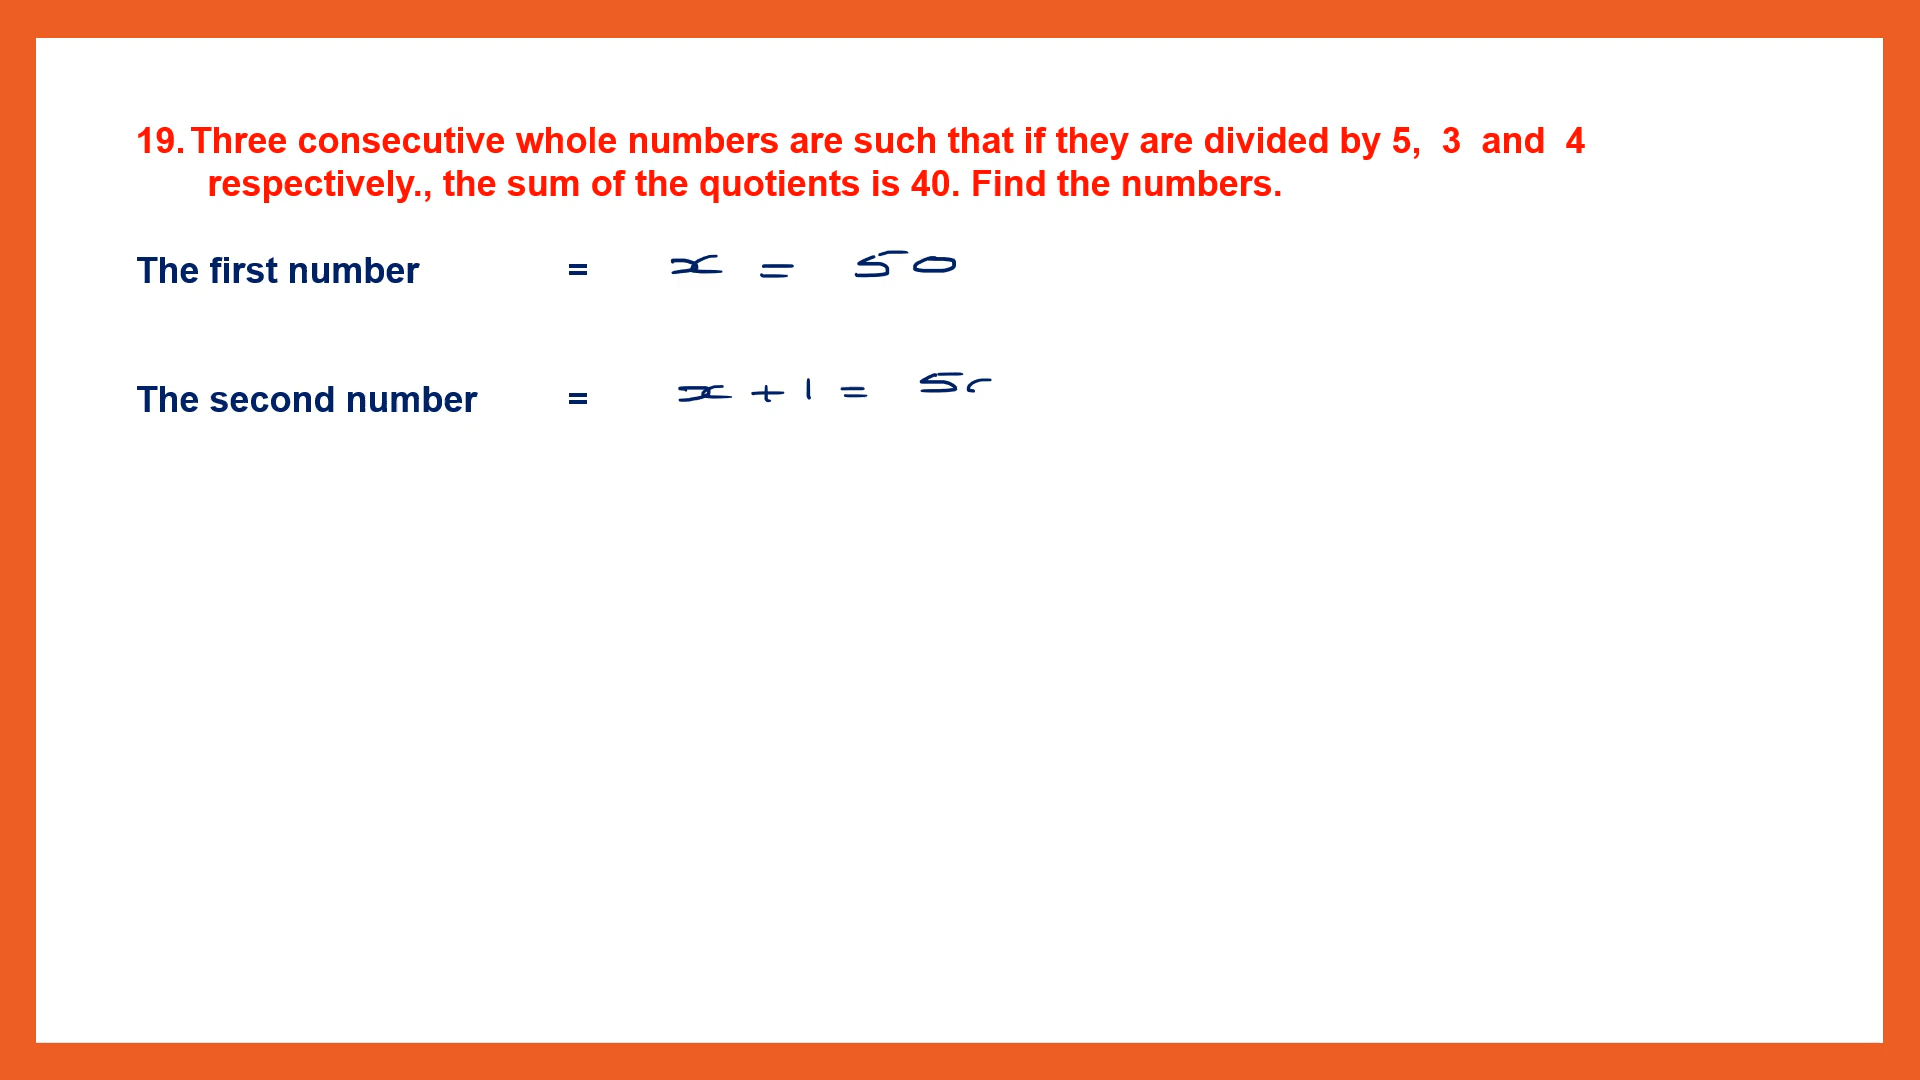 19. Three consecutive whole numbers are such that if they are divided by 5, 3 and 4
respectively., the sum of the quotients is 40. Find the numbers.
The first number = x = 50
The second number = x + 1 = 5